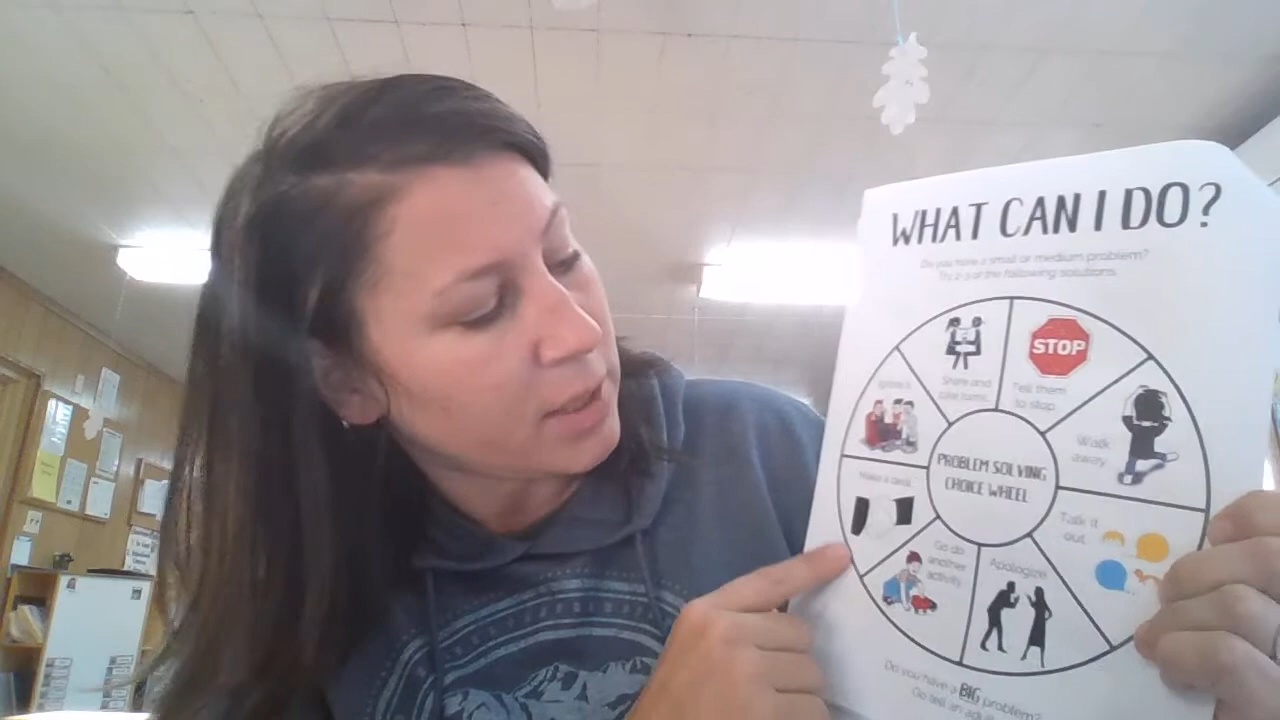 WHAT CAN I DO?
Do you have a small or medium problem?
Try 2-3 of the following solutions.
Share and
take turns.
STOP
Tell them
to stop
Ignore it
Walk
away
PROBLEM SOLVING
CHOICE WHEEL
Make a deal
Talk it
out
Go do
another
activity
Apologize
Do you have a BIG problem?
Go tell an adult